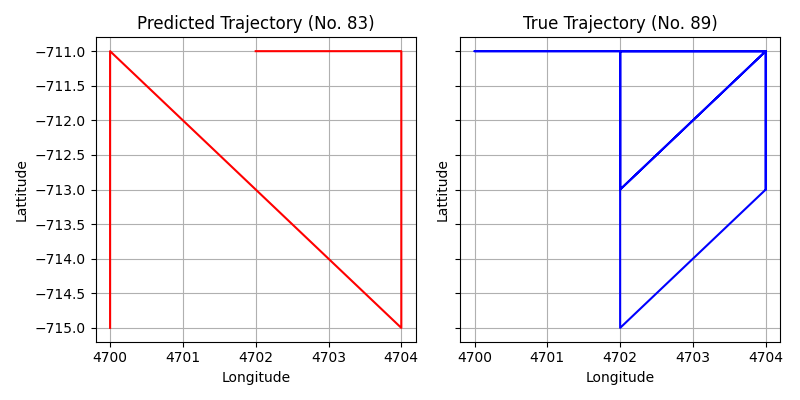 Predicted Trajectory (No. 83)
True Trajectory (No. 89)
−711.0
−711.5
−712.0
−712.5
−713.0
−713.5
−714.0
−714.5
−715.0
Lattitude
Lattitude
4700 4701 4702 4703 4704
4700 4701 4702 4703 4704
Longitude
Longitude